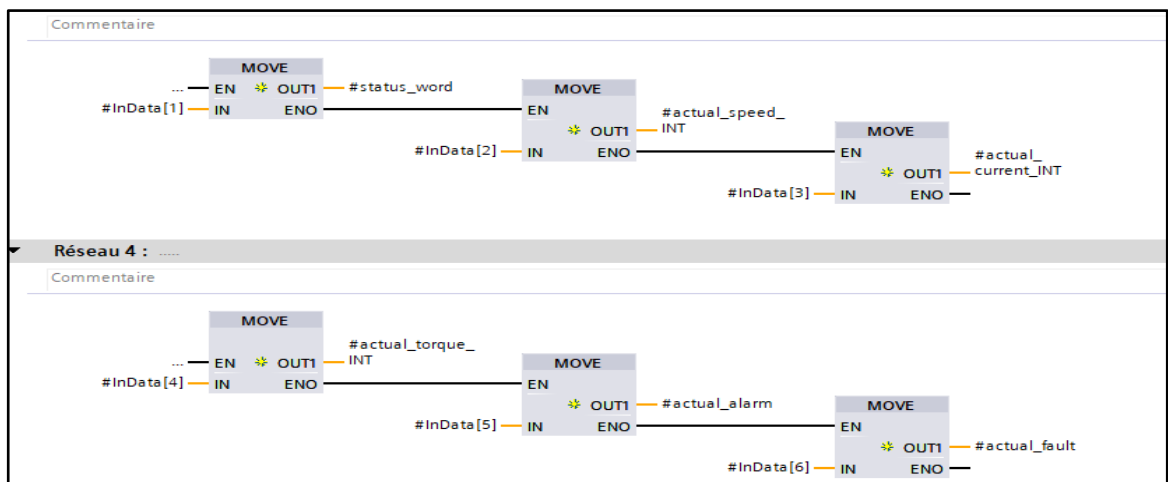 Commentaire
MOVE
... EN OUT1 #status_word
#InData[1] IN ENO
MOVE
EN
#actual_speed_
OUT1 INT
#InData[2] IN ENO
MOVE
EN
#actual_
OUT1 current_INT
#InData[3] IN ENO
Réseau 4 : .....
Commentaire
MOVE
#actual_torque_
... EN OUT1 INT
#InData[4] IN ENO
MOVE
EN
OUT1 #actual_alarm
#InData[5] IN ENO
MOVE
EN
OUT1 #actual_fault
#InData[6] IN ENO